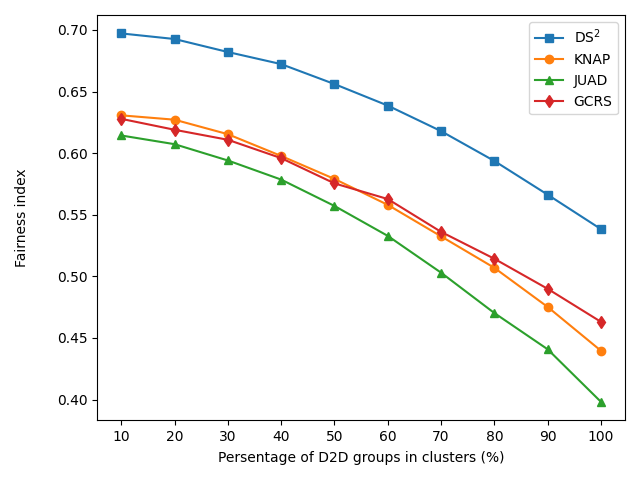 DS²
KNAP
JUAD
GCRS
0.70
0.65
0.60
0.55
0.50
0.45
0.40
Fairness index
10 20 30 40 50 60 70 80 90 100
Persentage of D2D groups in clusters (%)